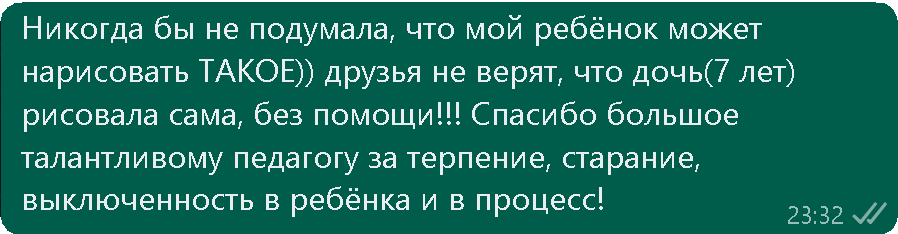 Никогда бы не подумала, что мой ребёнок может
нарисовать ТАКОЕ)) друзья не верят, что дочь(7 лет)
рисовала сама, без помощи!!! Спасибо большое
талантливому педагогу за терпение, старание,
выключенность в ребёнка и в процесс!
23:32